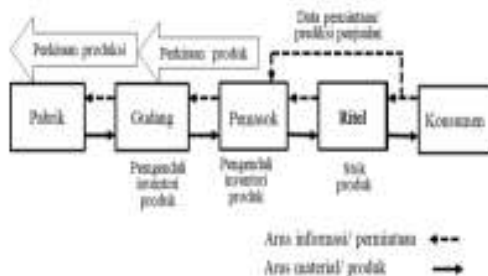 Data permintaan/
prediksi penjualan
Perkiraan produksi
Perkiraan produk
Pabrik
Gudang
Pemasok
Ritel
Konsumen
Pengendali
inventori
produk
Pengendali
inventori
produk
Stok
produk
Arus informasi/ permintaan
Arus material/ produk